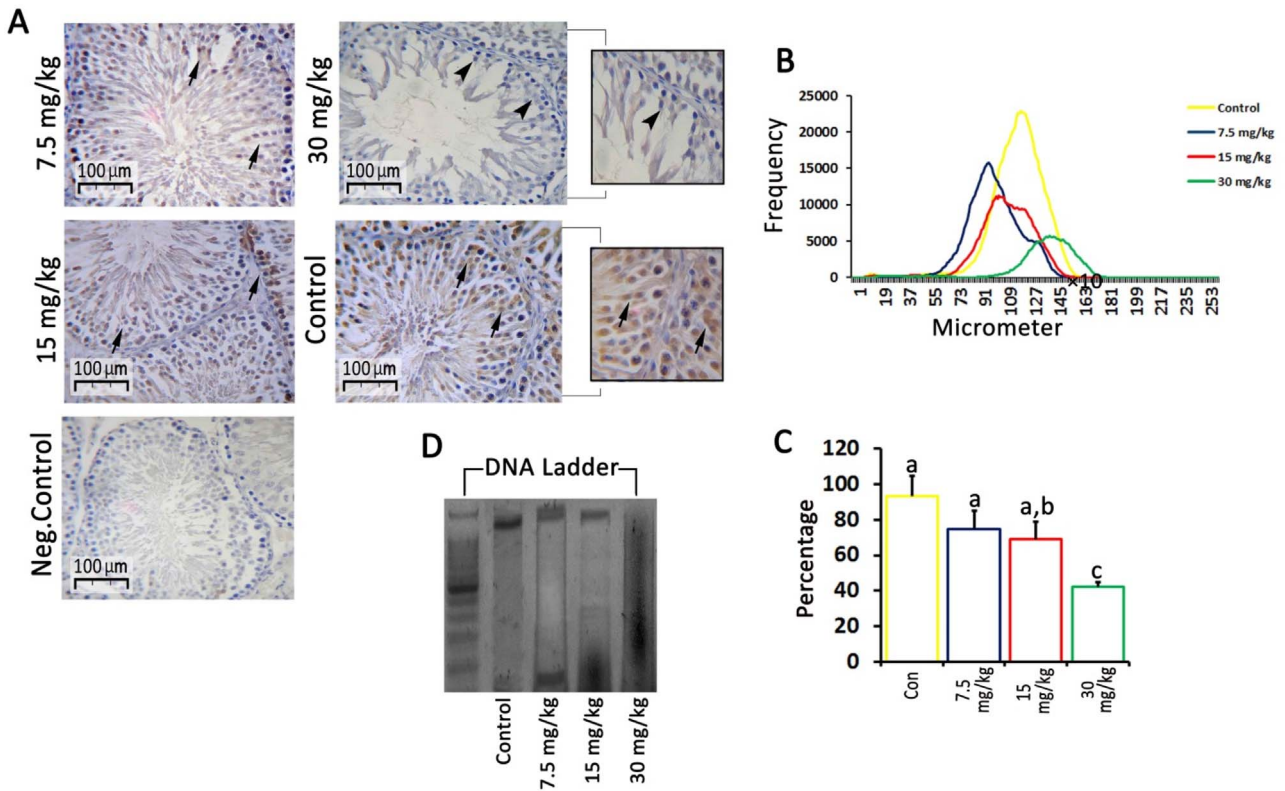 A
7.5 mg/kg
100 µm
30 mg/kg
100 µm
15 mg/kg
100 µm
Control
100 µm
Neg.Control
100 µm
B
Frequency
25000
20000
15000
10000
5000
0
1 19 37 55 73 91 109 127 145 163 181 199 217 235 253
×10
Micrometer
Control
7.5 mg/kg
15 mg/kg
30 mg/kg
D
DNA Ladder
Control
7.5 mg/kg
15 mg/kg
30 mg/kg
C
Percentage
120
100
80
60
40
20
0
a
a
a,b
c
Con
7.5
mg/kg
15
mg/kg
30
mg/kg